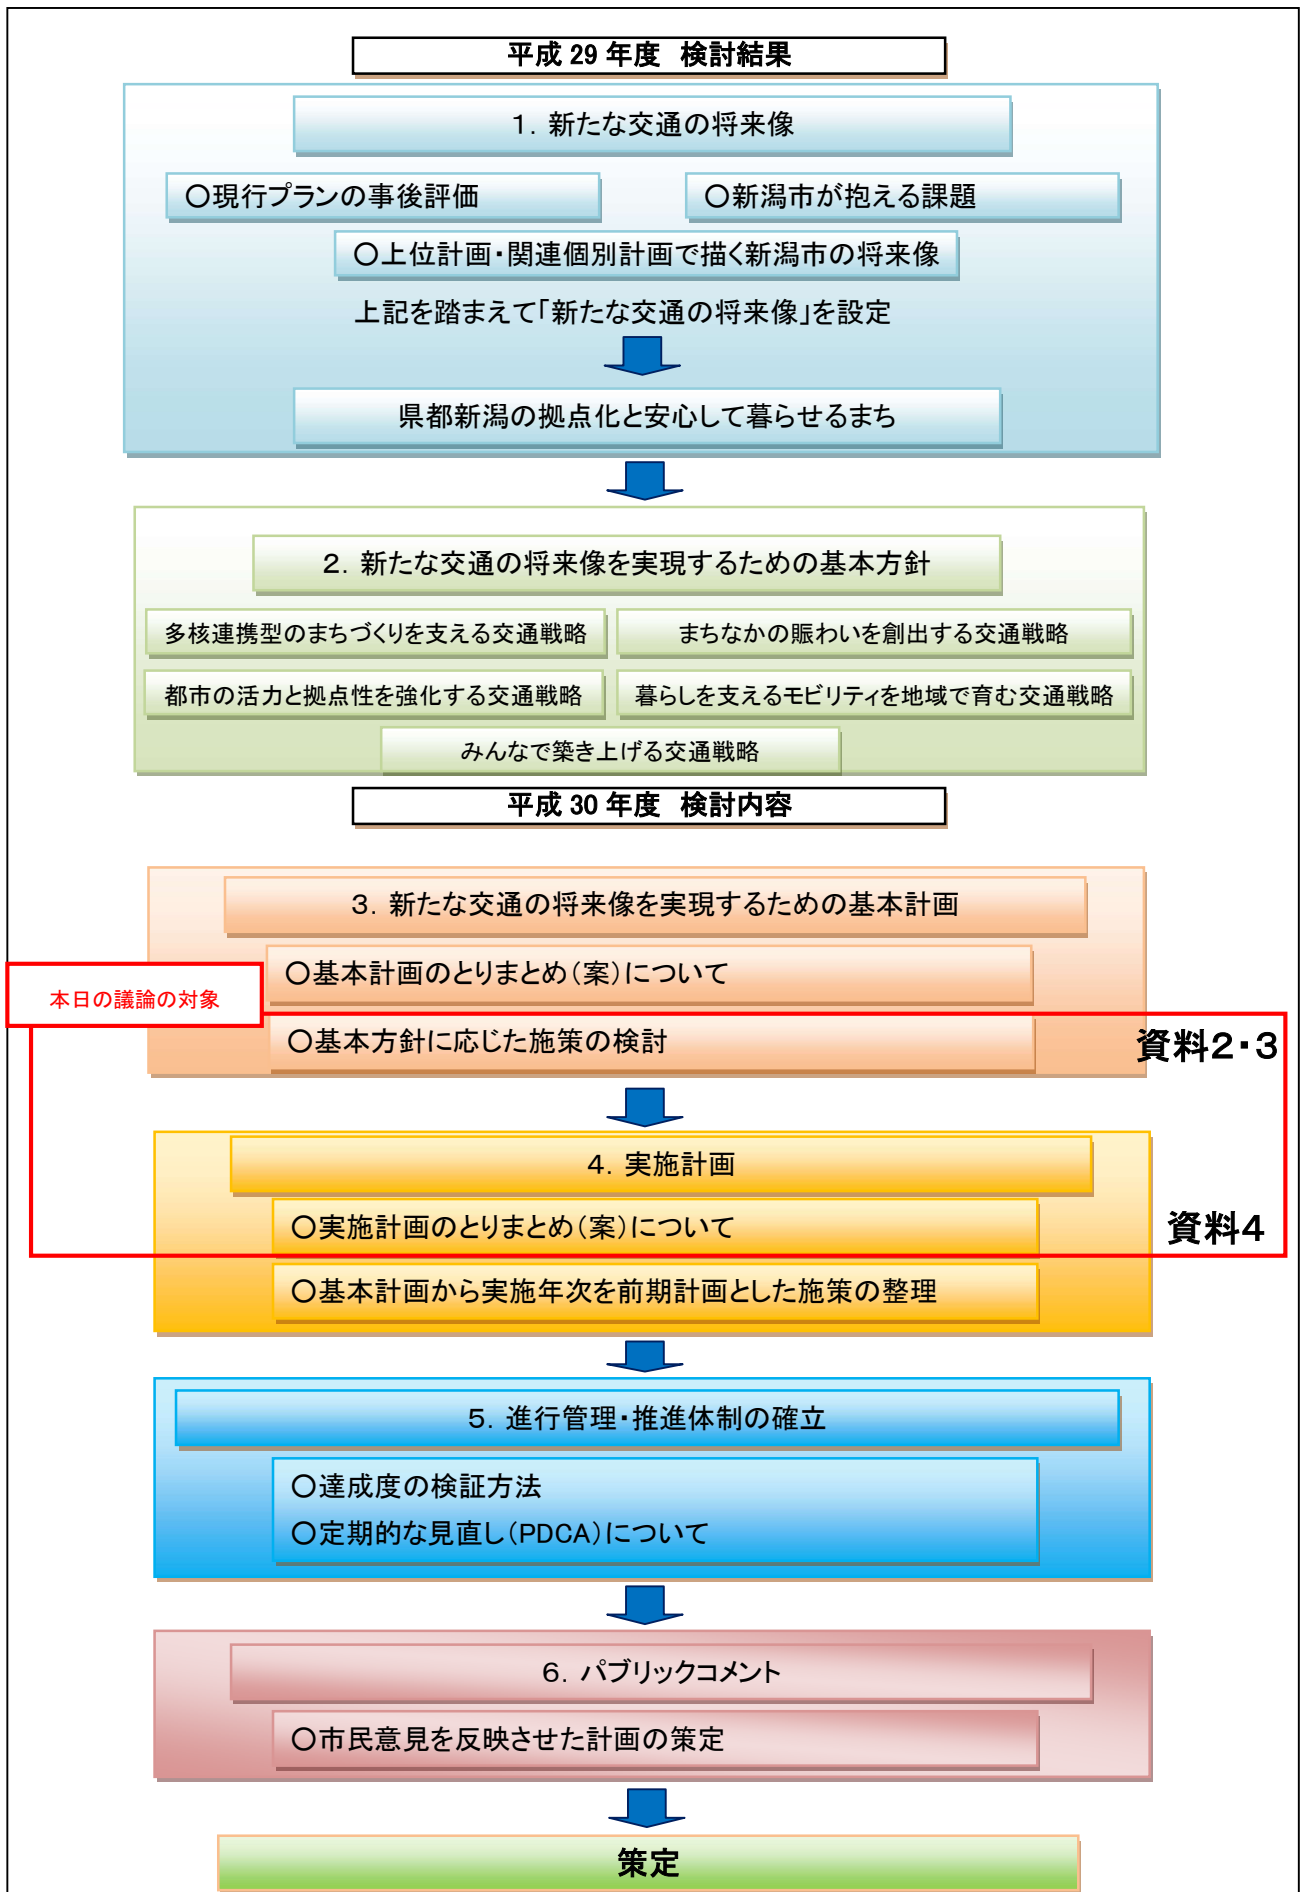 平成 29 年度 検討結果
1．新たな交通の将来像
○現行プランの事後評価
○新潟市が抱える課題
○上位計画・関連個別計画で描く新潟市の将来像
上記を踏まえて「新たな交通の将来像」を設定
県都新潟の拠点化と安心して暮らせるまち
2．新たな交通の将来像を実現するための基本方針
多核連携型のまちづくりを支える交通戦略
まちなかの賑わいを創出する交通戦略
都市の活力と拠点性を強化する交通戦略
暮らしを支えるモビリティを地域で育む交通戦略
みんなで築き上げる交通戦略
平成 30 年度 検討内容
3．新たな交通の将来像を実現するための基本計画
○基本計画のとりまとめ（案）について
本日の議論の対象
○基本方針に応じた施策の検討
資料2・3
4．実施計画
○実施計画のとりまとめ（案）について
資料4
○基本計画から実施年次を前期計画とした施策の整理
5．進行管理・推進体制の確立
○達成度の検証方法
○定期的な見直し（PDCA）について
6．パブリックコメント
○市民意見を反映させた計画の策定
策定